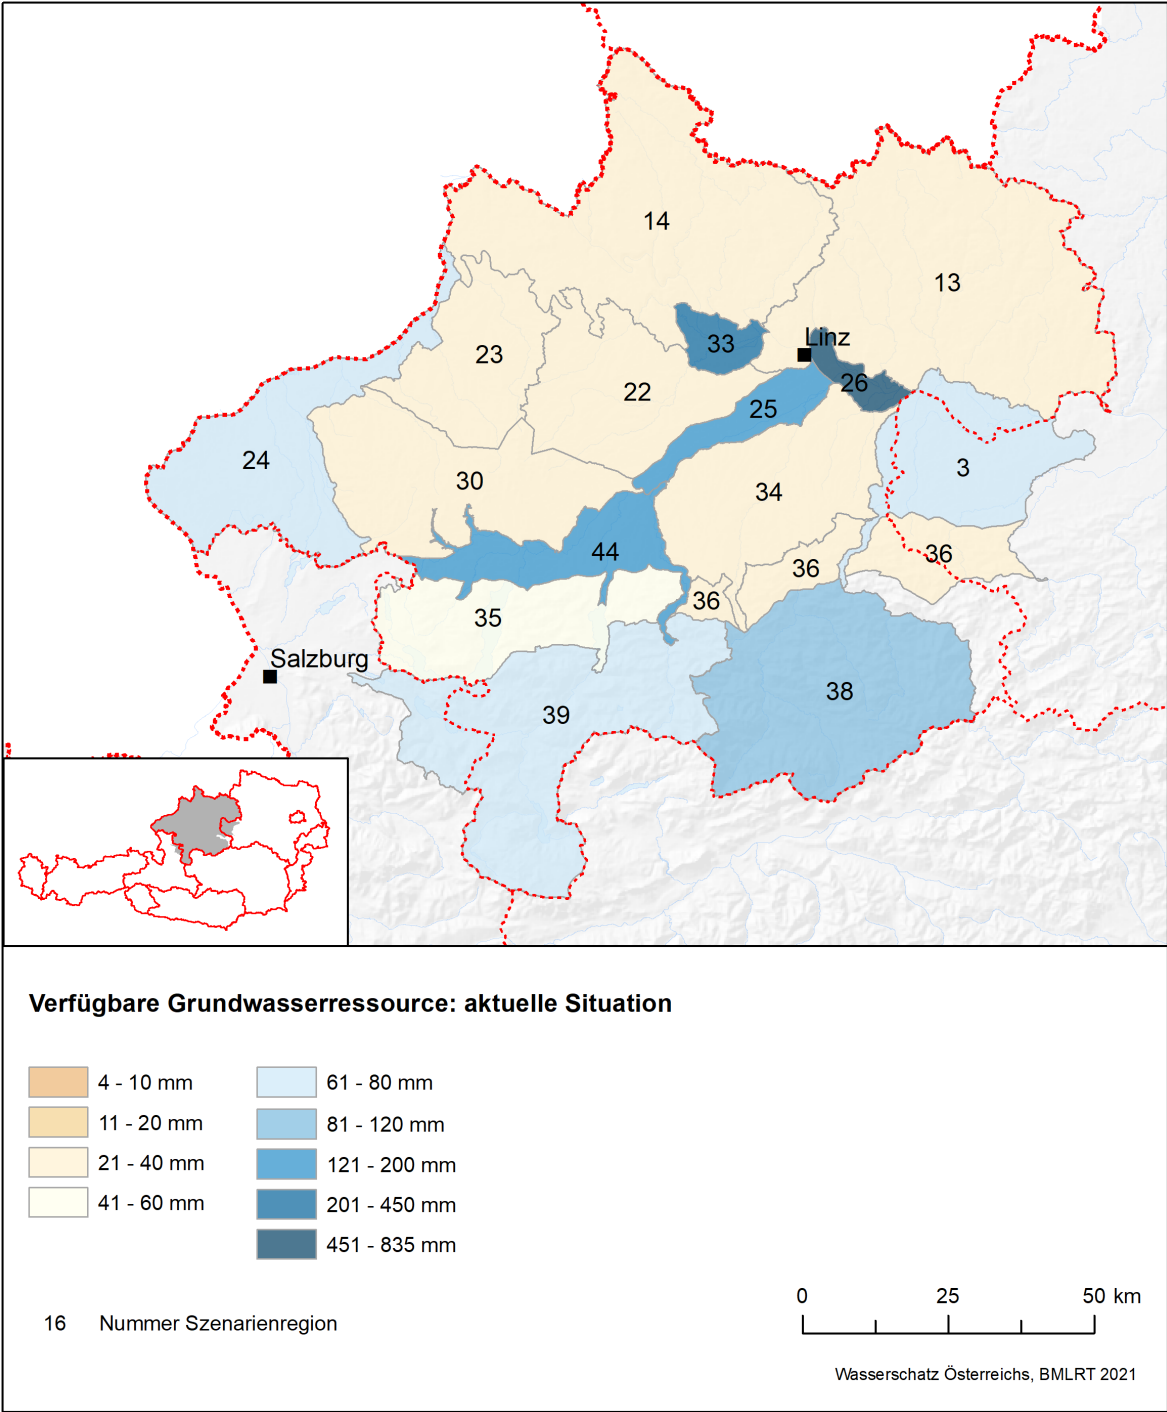 14
13
33
Linz
23
26
22
25
24
3
30
34
44
36
36
36
35
Salzburg
38
39
Verfügbare Grundwasserressource: aktuelle Situation
4 - 10 mm
11 - 20 mm
21 - 40 mm
41 - 60 mm
61 - 80 mm
81 - 120 mm
121 - 200 mm
201 - 450 mm
451 - 835 mm
16 Nummer Szenarienregion
0 25 50 km
Wasserschatz Österreichs, BMLRT 2021